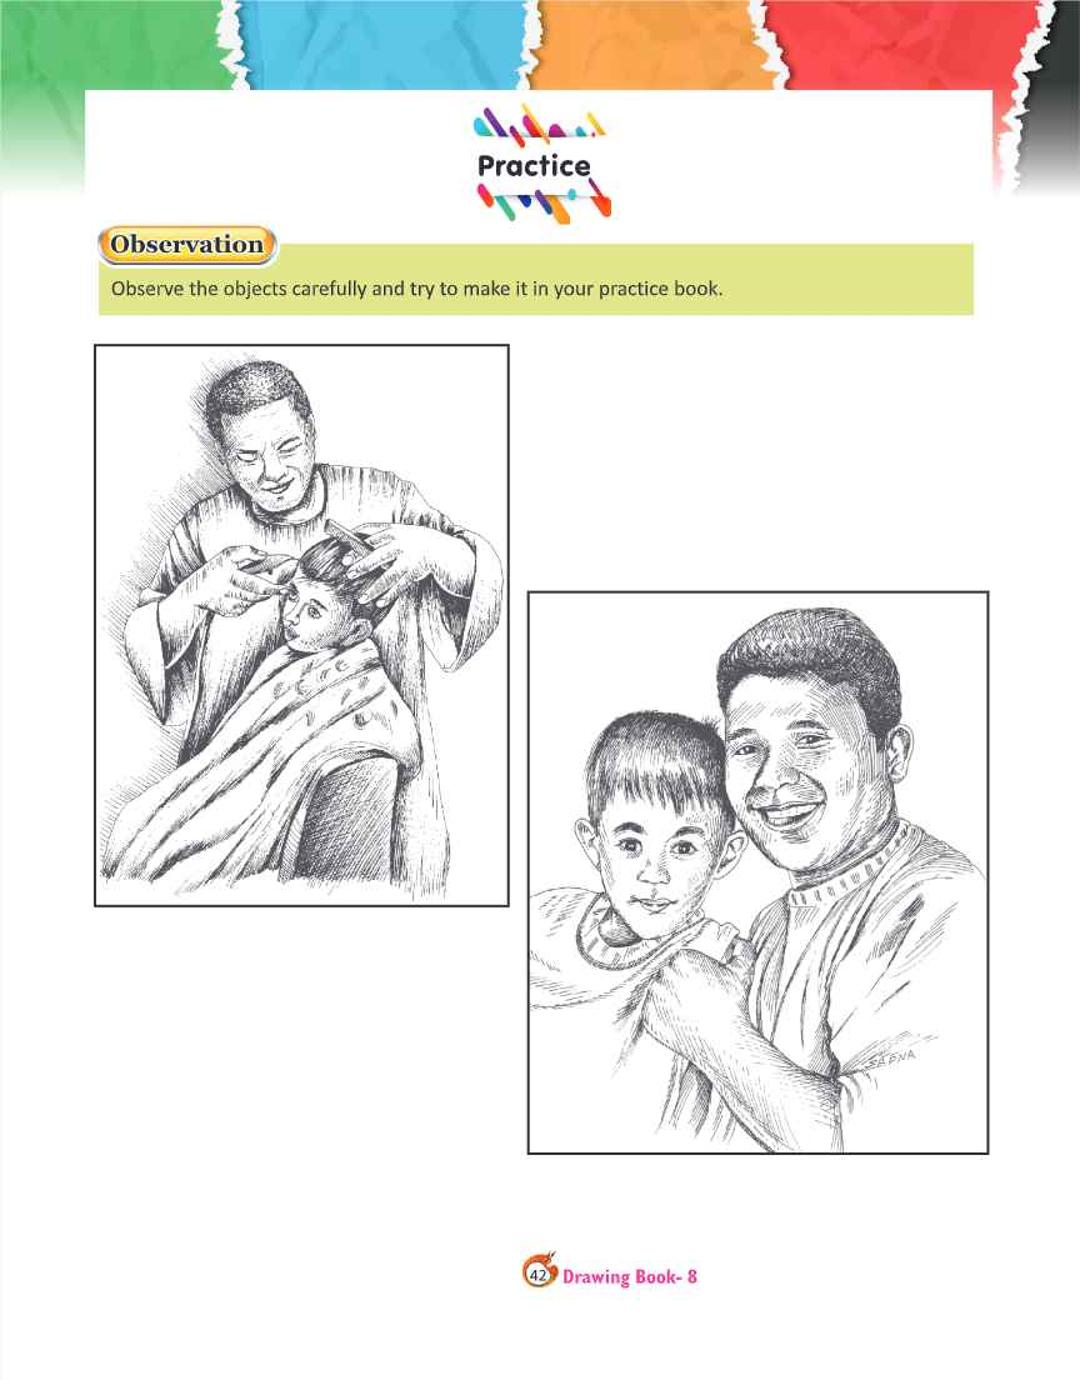 Practice
Observation
Observe the objects carefully and try to make it in your practice book.
42 Drawing Book- 8